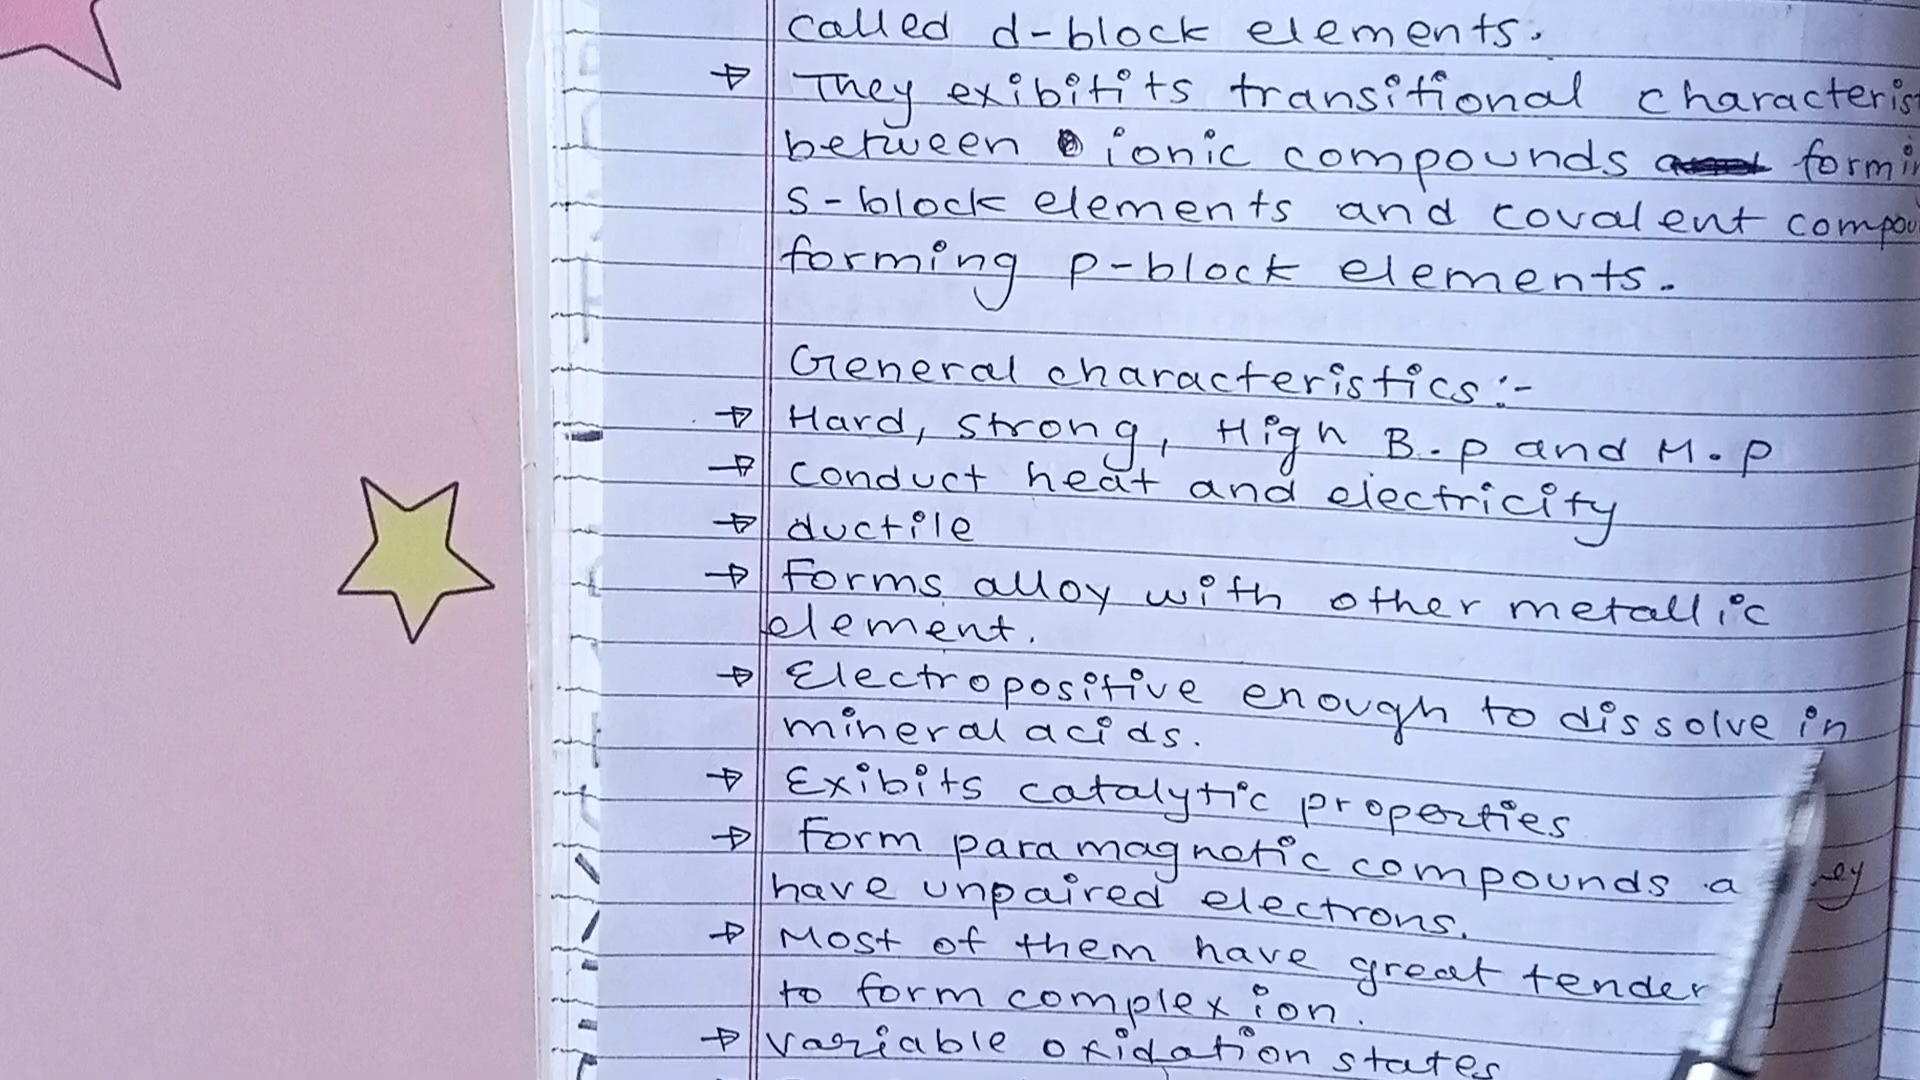 called d-block elements.
They exibitits transitional characteris
between ionic compounds formin
s-block elements and covalent compou
forming p-block elements.
General characteristics:-
Hard, strong, High B.p and M.p
conduct heat and electricity
ductile
Forms alloy with other metallic
element.
Electropositive enough to dissolve in
mineral acids.
Exibits catalytic properties
Form paramagnetic compounds a
have unpaired electrons.
Most of them have great
to form complex ion.
variable oxidation states